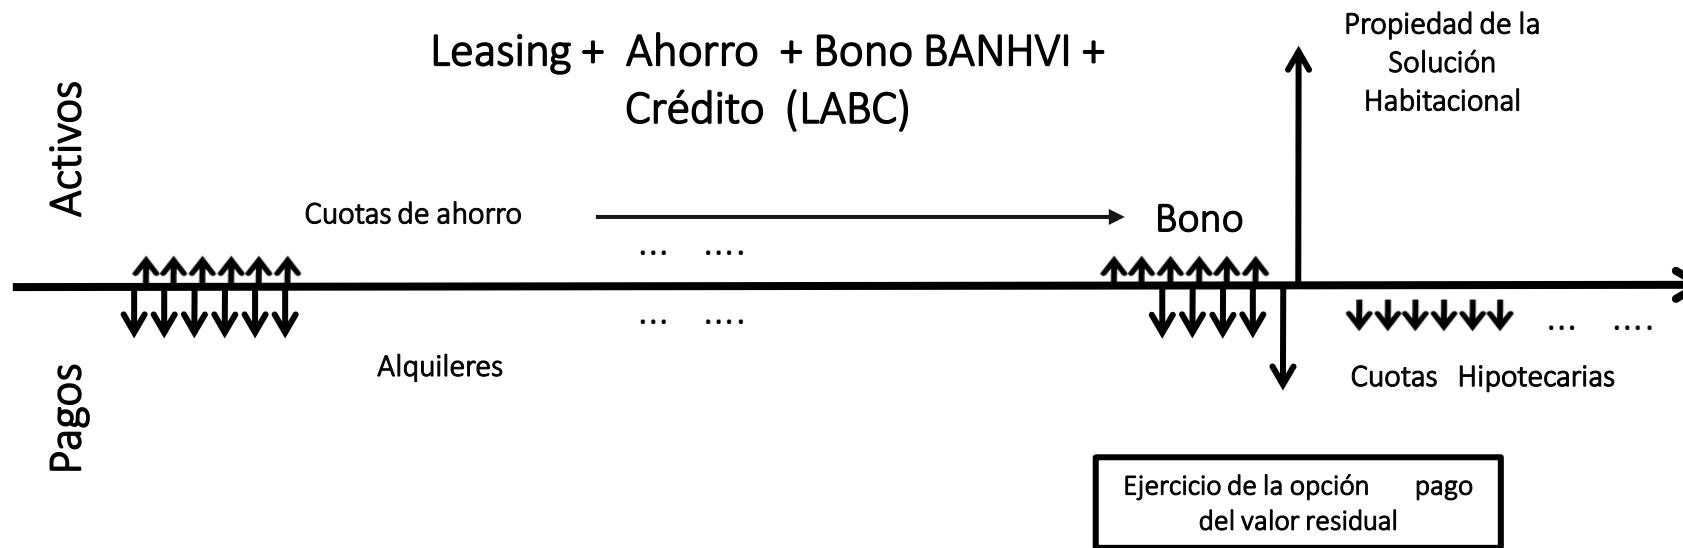 Leasing + Ahorro + Bono BANHVI +
Crédito (LABC)
Propiedad de la
Solución
Habitacional
Activos
Cuotas de ahorro
Bono
... ....
... ....
... ....
Alquileres
Cuotas Hipotecarias
Pagos
Ejercicio de la opción pago
del valor residual